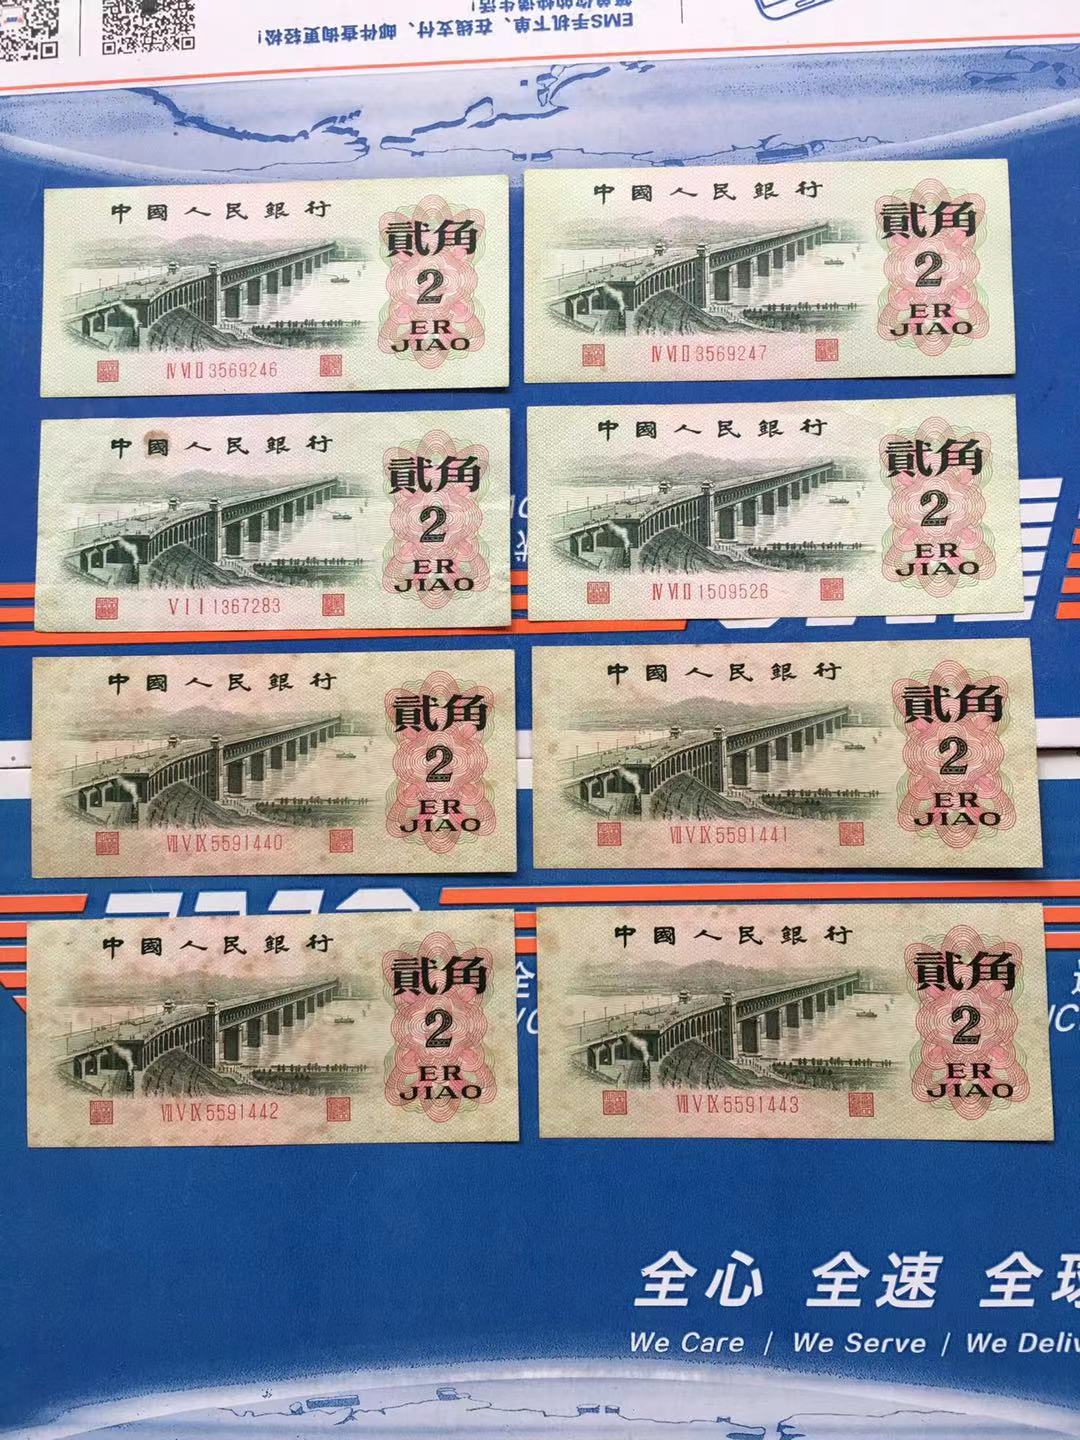 EMS手机下单、在线支付、邮件查询更轻松!
中國人民銀行
貳角
2
ER
JIAO
Ⅳ Ⅵ Ⅱ 3569246
中國人民銀行
貳角
2
ER
JIAO
Ⅳ Ⅵ Ⅱ 3569247
中國人民銀行
貳角
2
ER
JIAO
Ⅴ Ⅰ Ⅰ 1367283
中國人民銀行
貳角
2
ER
JIAO
Ⅳ Ⅵ Ⅱ 1509526
中國人民銀行
貳角
2
ER
JIAO
Ⅶ Ⅴ Ⅸ 5591440
中國人民銀行
貳角
2
ER
JIAO
Ⅶ Ⅴ Ⅸ 5591441
中國人民銀行
貳角
2
ER
JIAO
Ⅶ Ⅴ Ⅸ 5591442
中國人民銀行
貳角
2
ER
JIAO
Ⅶ Ⅴ Ⅸ 5591443
全
全心 全速 全球
We Care / We Serve / We Deliv